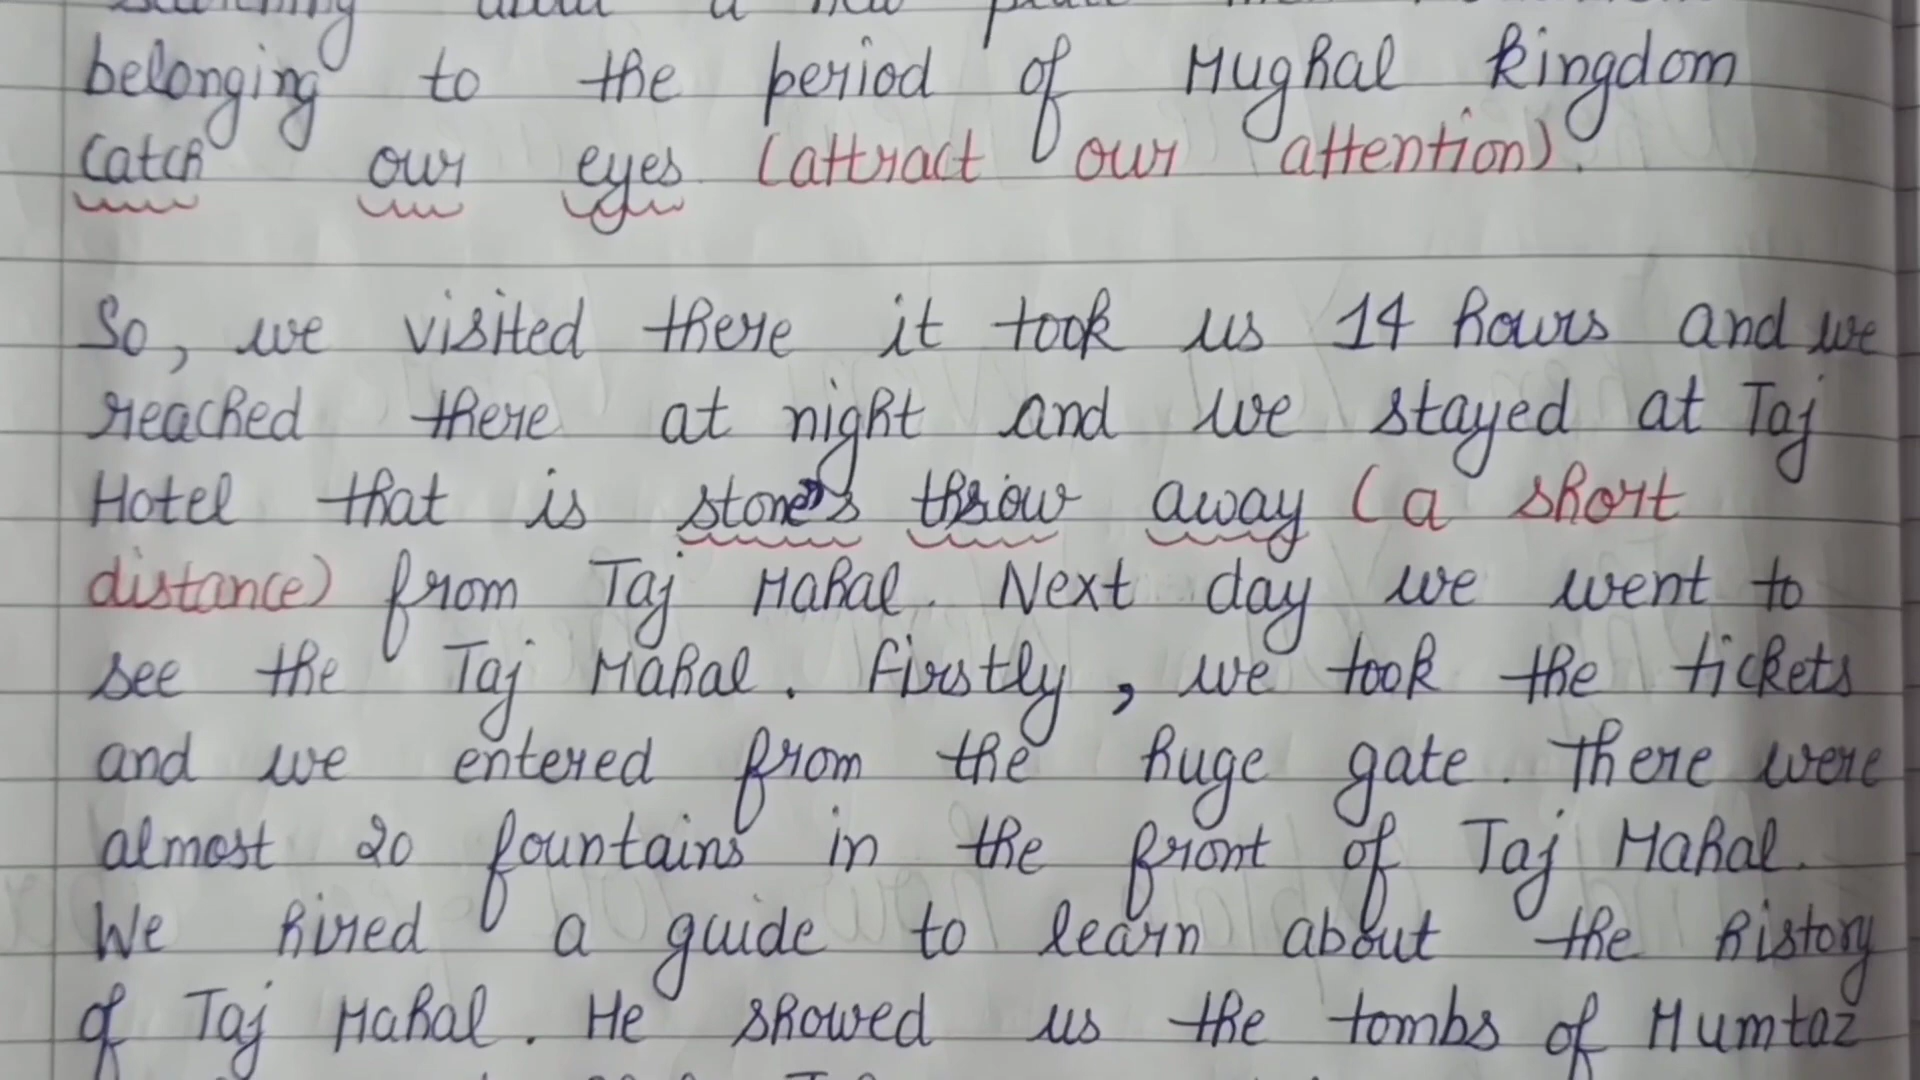 about a new
belonging to the period of Mughal kingdom
catch our eyes (attract our attention).
So, we visited there it took us 14 hours and we
reached there at night and we stayed at Taj
Hotel that is stone's throw away (a short
distance) from Taj Mahal. Next day we went to
see the Taj Mahal. Firstly, we took the tickets
and we entered from the huge gate. There were
almost 20 fountains in the front of Taj Mahal.
We hired a guide to learn about the history
of Taj Mahal. He showed us the tombs of Mumtaz